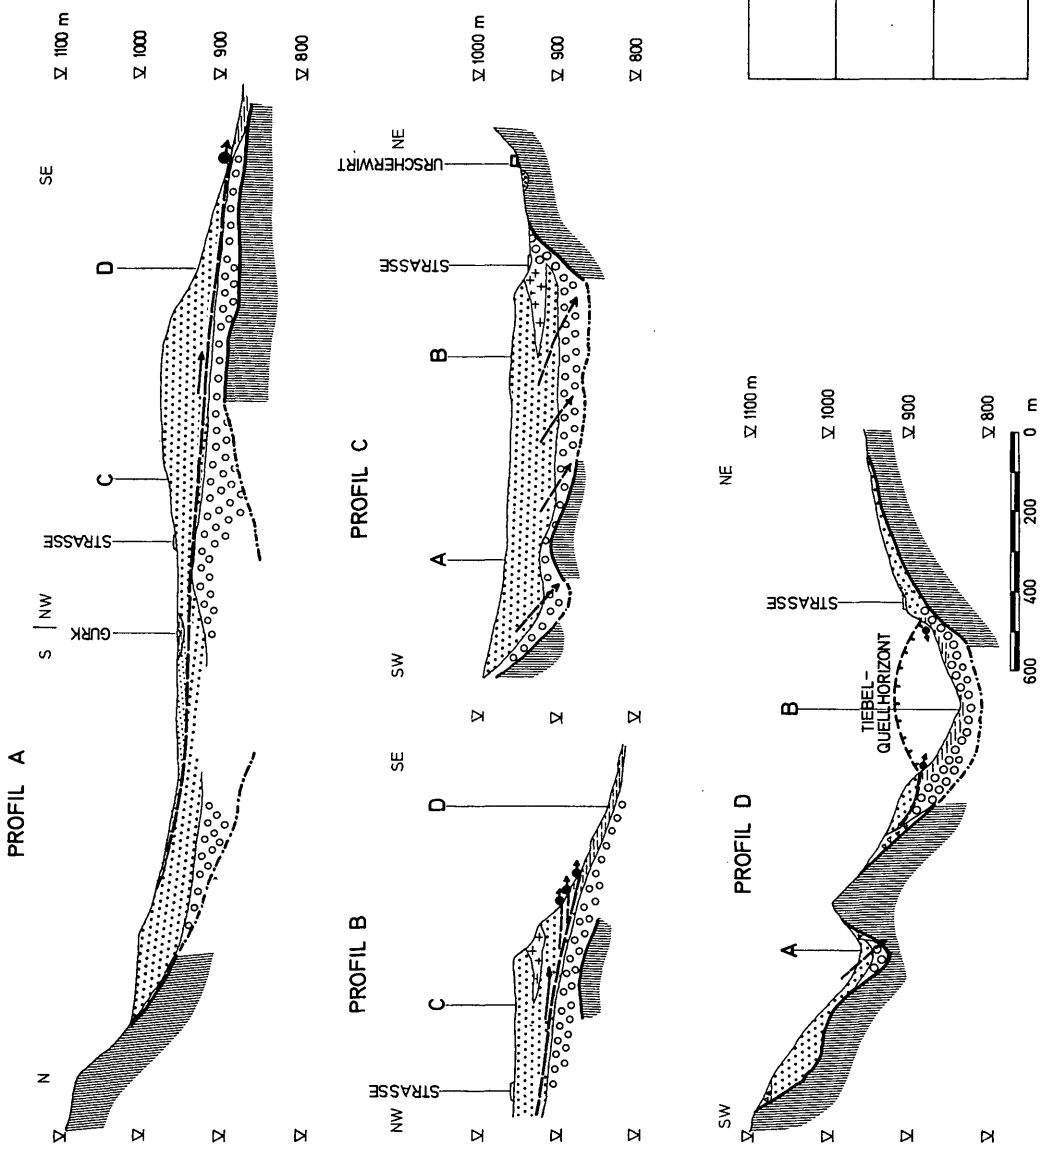 PROFIL A
N
S | NW
SE
GURK
STRASSE
C
D
∇ 1100 m
∇ 1000
∇ 900
∇ 800
PROFIL B
NW
SE
STRASSE
C
D
PROFIL C
SW
NE
A
B
STRASSE
URSCHERWIRT
∇ 1000 m
∇ 900
∇ 800
PROFIL D
SW
NE
A
B
TIEBEL-
QUELLHORIZONT
STRASSE
∇ 1100 m
∇ 1000
∇ 900
∇ 800
600 400 200 0 m